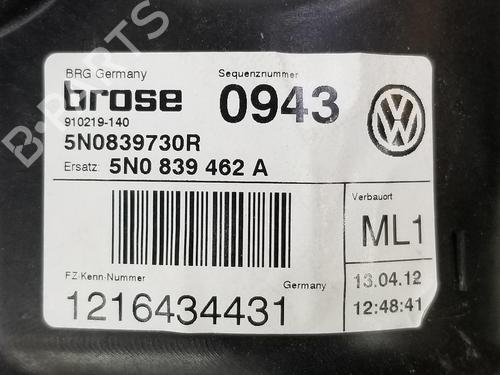 B-PARTS
BRG Germany
Sequenznummer
brose
0943
910219-140
5N0839730R
Ersatz: 5N0 839 462 A
Verbauort
ML1
FZ-Kenn-Nummer
Germany
13.04.12
1216434431
12:48:41